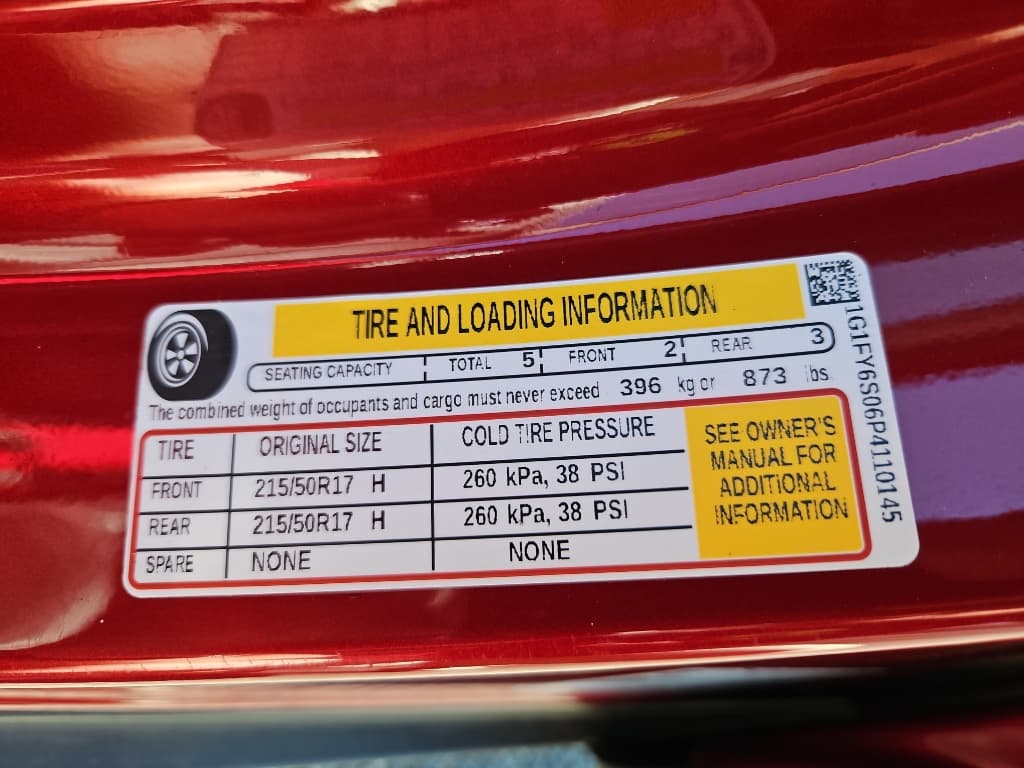 TIRE AND LOADING INFORMATION
SEATING CAPACITY TOTAL 5 FRONT 2 REAR 3
The combined weight of occupants and cargo must never exceed 396 kg or 873 lbs
TIRE ORIGINAL SIZE COLD TIRE PRESSURE
FRONT 215/50R17 H 260 kPa, 38 PSI
REAR 215/50R17 H 260 kPa, 38 PSI
SPARE NONE NONE
SEE OWNER'S
MANUAL FOR
ADDITIONAL
INFORMATION
1G1FY6S06P4110145